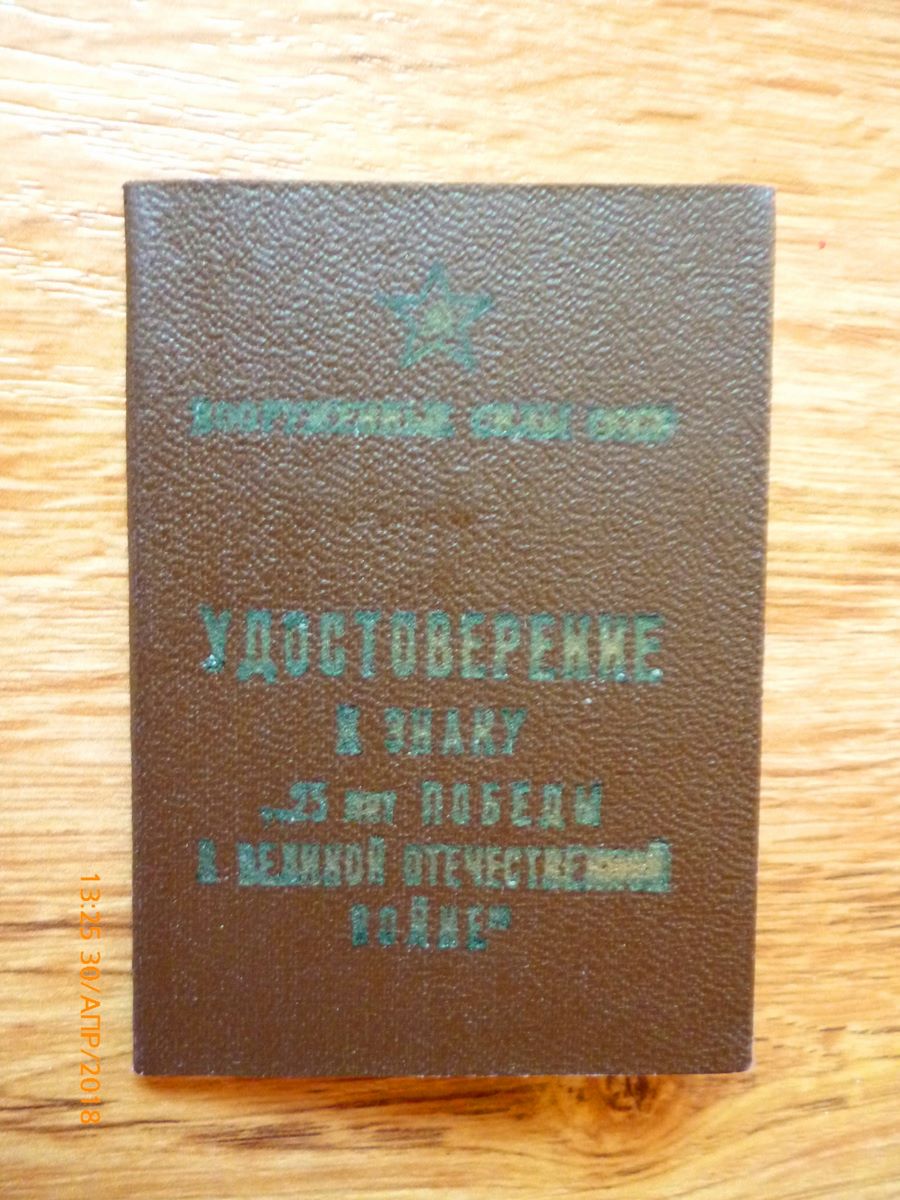 ВООРУЖЕННЫЕ СИЛЫ СССР
УДОСТОВЕРЕНИЕ
К ЗНАКУ
„25 лет ПОБЕДЫ
В ВЕЛИКОЙ ОТЕЧЕСТВЕННОЙ
ВОЙНЕ"
13:25 30/АПР/2018